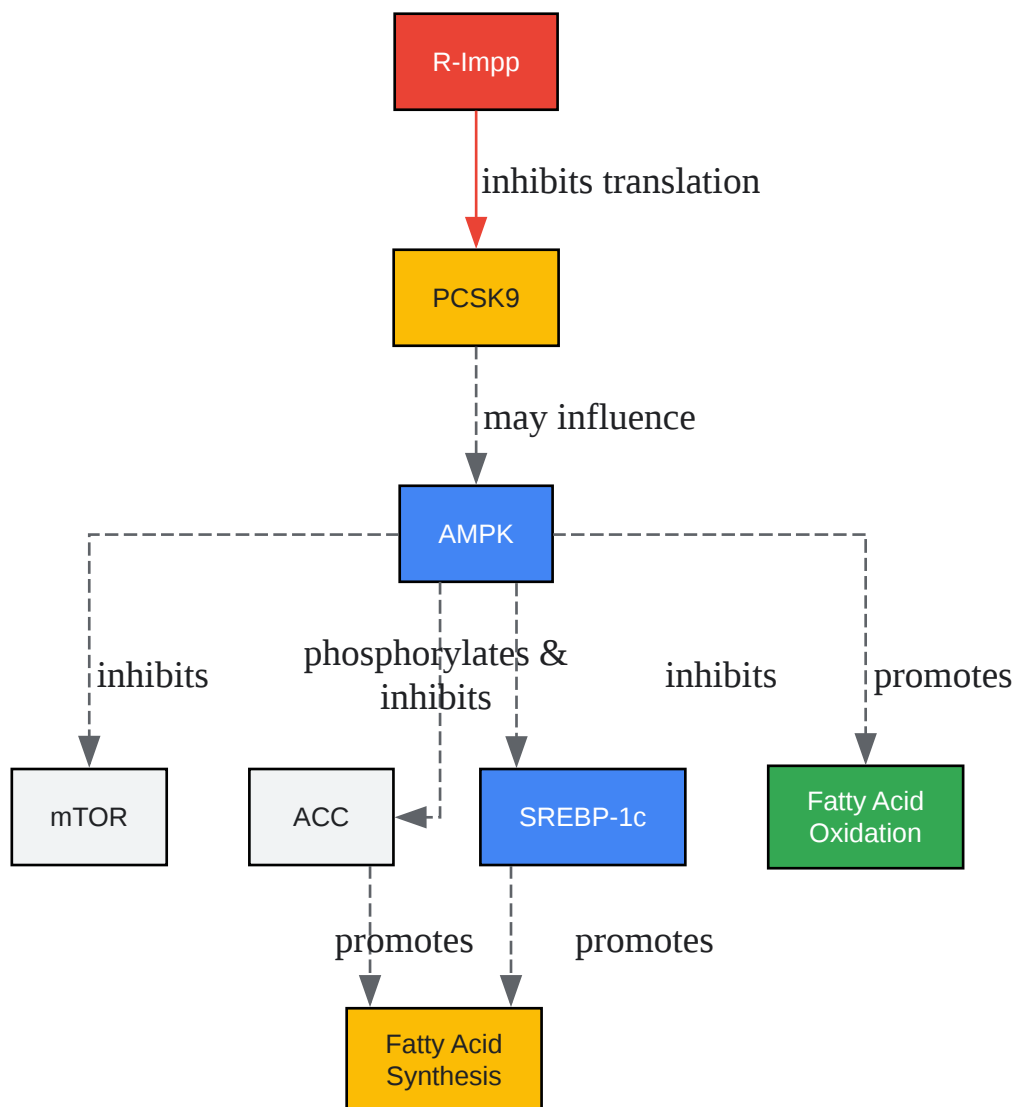 R-Impp
inhibits translation
PCSK9
may influence
AMPK
phosphorylates &
inhibits
inhibits
inhibits
promotes
mTOR
ACC
SREBP-1c
Fatty Acid
Oxidation
promotes
promotes
Fatty Acid
Synthesis